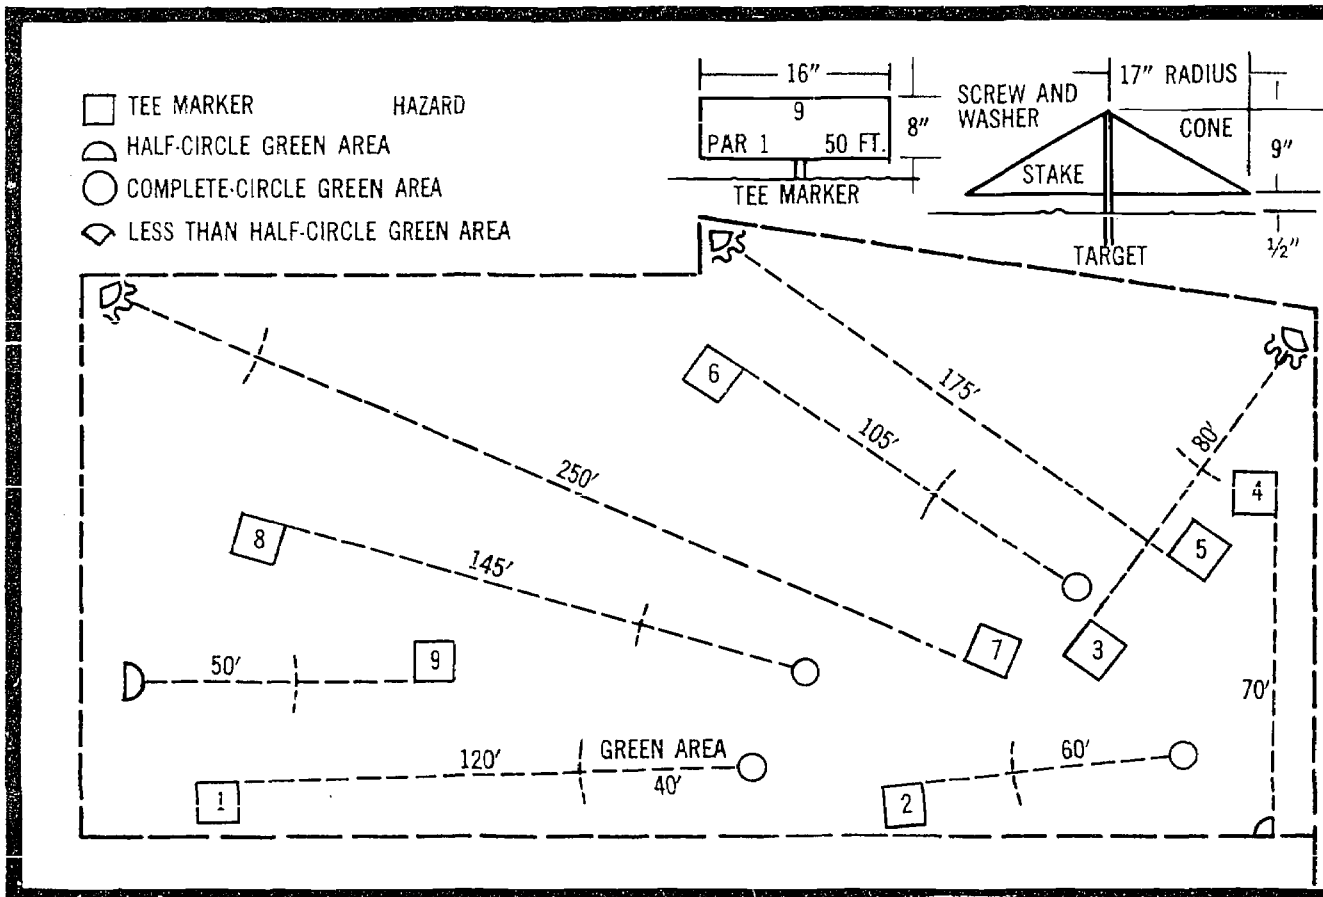 TEE MARKER HAZARD
HALF-CIRCLE GREEN AREA
COMPLETE-CIRCLE GREEN AREA
LESS THAN HALF-CIRCLE GREEN AREA
16″
9
PAR 1 50 FT.
8″
TEE MARKER
SCREW AND
WASHER
17″ RADIUS
CONE
STAKE
9″
TARGET
½″
6
175′
105′
80′
4
250′
5
8
145′
7
3
50′
9
70′
120′
GREEN AREA
40′
60′
1
2